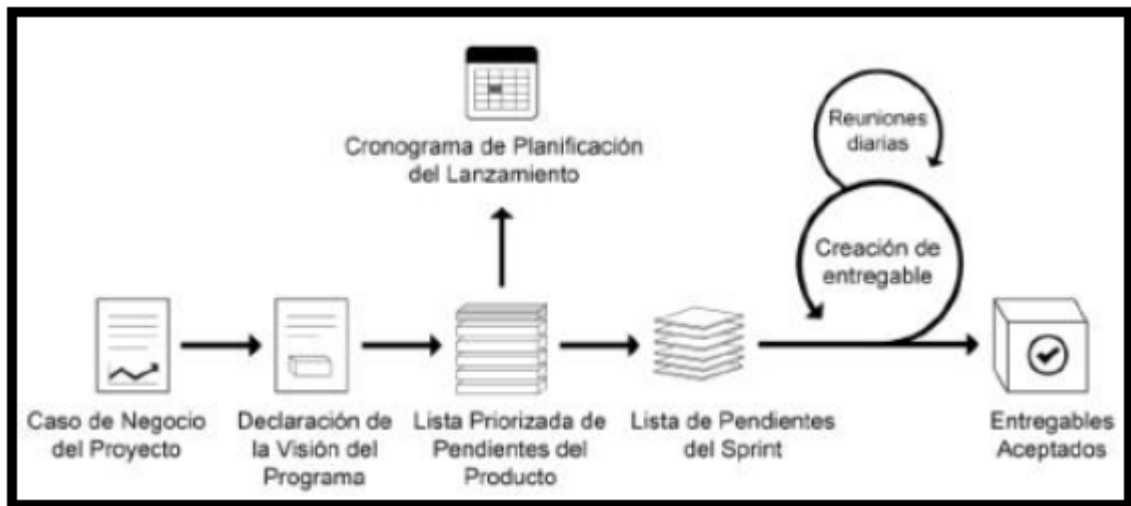 Cronograma de Planificación
del Lanzamiento
Reuniones
diarias
Creación de
entregable
Caso de Negocio
del Proyecto
Declaración de
la Visión del
Programa
Lista Priorizada de
Pendientes del
Producto
Lista de Pendientes
del Sprint
Entregables
Aceptados